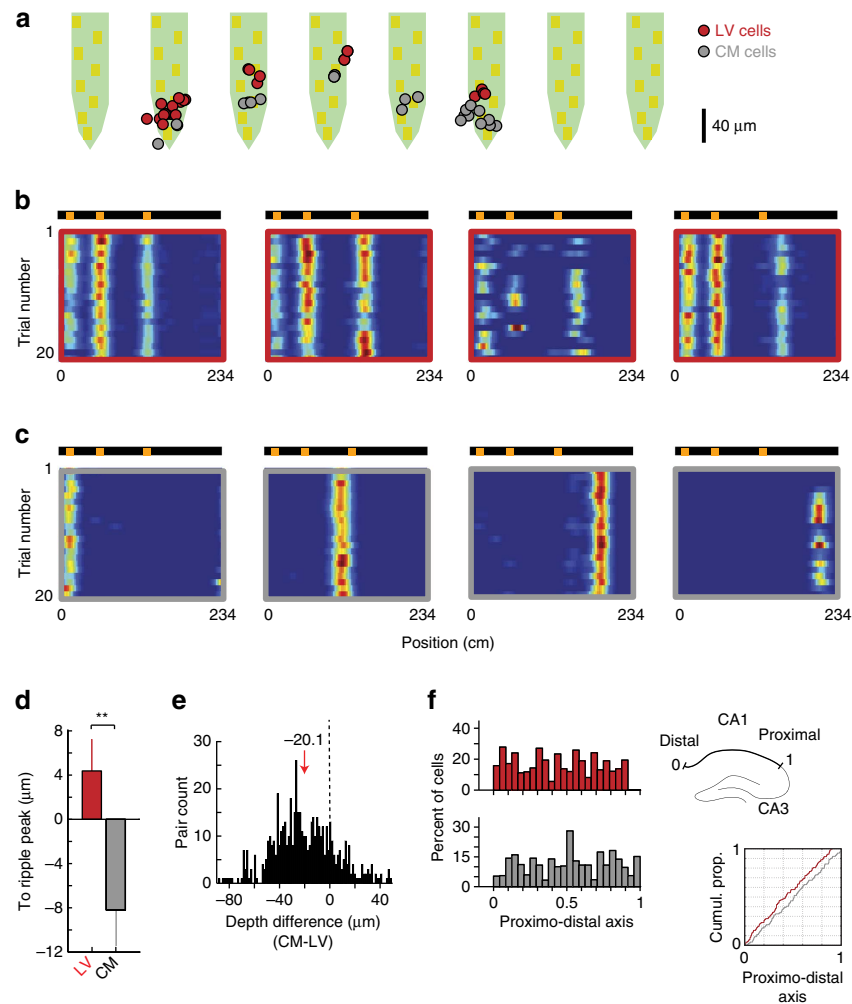 a
LV cells
CM cells
40 μm
b
1
Trial number
20
0 234 0 234 0 234 0 234
c
1
Trial number
20
0 234 0 234 0 234 0 234
Position (cm)
d
**
8
4
0
−4
−8
−12
To ripple peak (μm)
LV
CM
e
−20.1
30
20
10
0
Pair count
−80 −40 0 40
Depth difference (μm)
(CM-LV)
f
40
20
0
30
15
0
Percent of cells
0 0.5 1
Proximo-distal axis
CA1
Distal Proximal
0 1
CA3
1
0
Cumul. prop.
0 1
Proximo-distal
axis